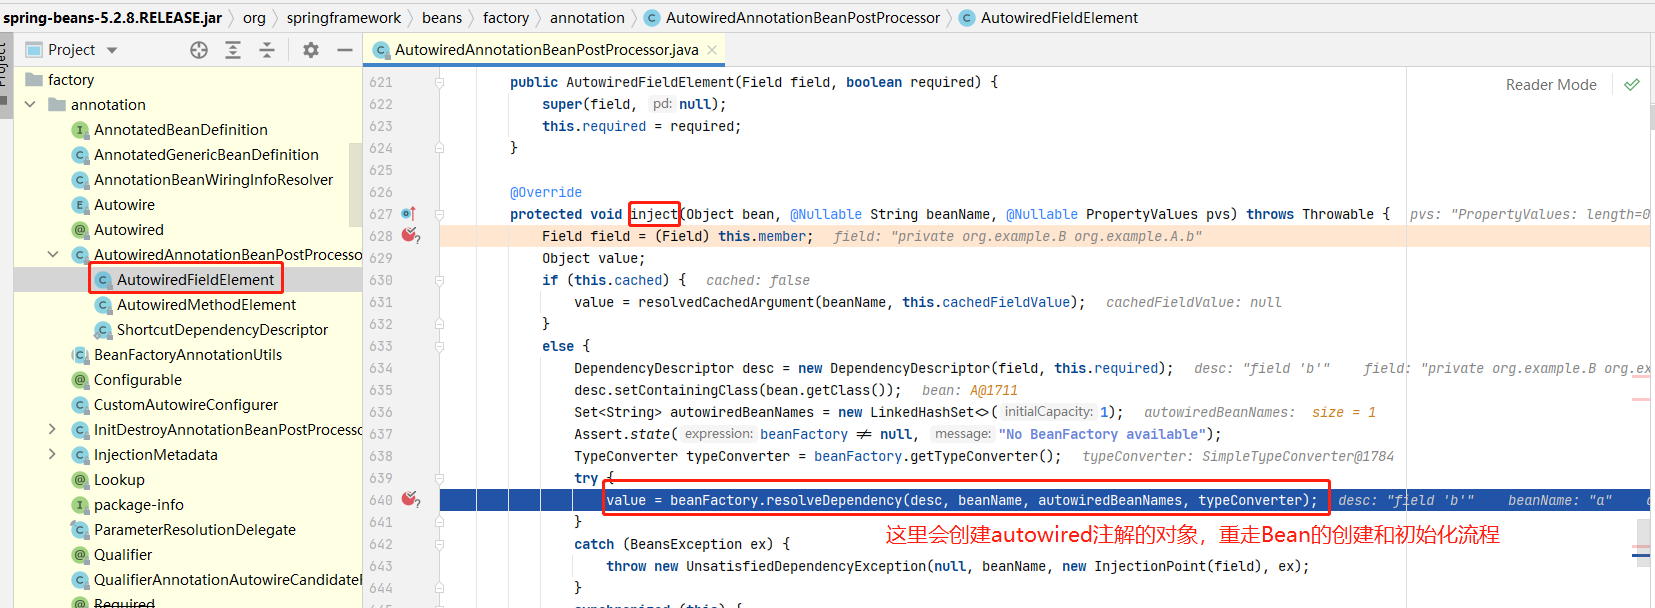 spring-beans-5.2.8.RELEASE.jar org springframework beans factory annotation AutowiredAnnotationBeanPostProcessor AutowiredFieldElement
Project
Project
AutowiredAnnotationBeanPostProcessor.java
factory
annotation
AnnotatedBeanDefinition
AnnotatedGenericBeanDefinition
AnnotationBeanWiringInfoResolver
Autowire
Autowired
AutowiredAnnotationBeanPostProcesso
AutowiredFieldElement
AutowiredMethodElement
ShortcutDependencyDescriptor
BeanFactoryAnnotationUtils
Configurable
CustomAutowireConfigurer
InitDestroyAnnotationBeanPostProcesso
InjectionMetadata
Lookup
package-info
ParameterResolutionDelegate
Qualifier
QualifierAnnotationAutowireCandidate
Required
Reader Mode
621 public AutowiredFieldElement(Field field, boolean required) {
622 super(field, pd: null);
623 this.required = required;
624 }
625
626 @Override
627 protected void inject(Object bean, @Nullable String beanName, @Nullable PropertyValues pvs) throws Throwable { pvs: "PropertyValues: length=0
628 Field field = (Field) this.member; field: "private org.example.B org.example.A.b"
629 Object value;
630 if (this.cached) { cached: false
631 value = resolvedCachedArgument(beanName, this.cachedFieldValue); cachedFieldValue: null
632 }
633 else {
634 DependencyDescriptor desc = new DependencyDescriptor(field, this.required); desc: "field 'b'" field: "private org.example.B org.ex
635 desc.setContainingClass(bean.getClass()); bean: A@1711
636 Set<String> autowiredBeanNames = new LinkedHashSet<>( initialCapacity: 1); autowiredBeanNames: size = 1
637 Assert.state( expression: beanFactory ≠ null, message: "No BeanFactory available");
638 TypeConverter typeConverter = beanFactory.getTypeConverter(); typeConverter: SimpleTypeConverter@1784
639 try {
640 value = beanFactory.resolveDependency(desc, beanName, autowiredBeanNames, typeConverter); desc: "field 'b'" beanName: "a"
641 }
这里会创建autowired注解的对象，重走Bean的创建和初始化流程
642 catch (BeansException ex) {
643 throw new UnsatisfiedDependencyException(null, beanName, new InjectionPoint(field), ex);
644 }
synchronized (this) {